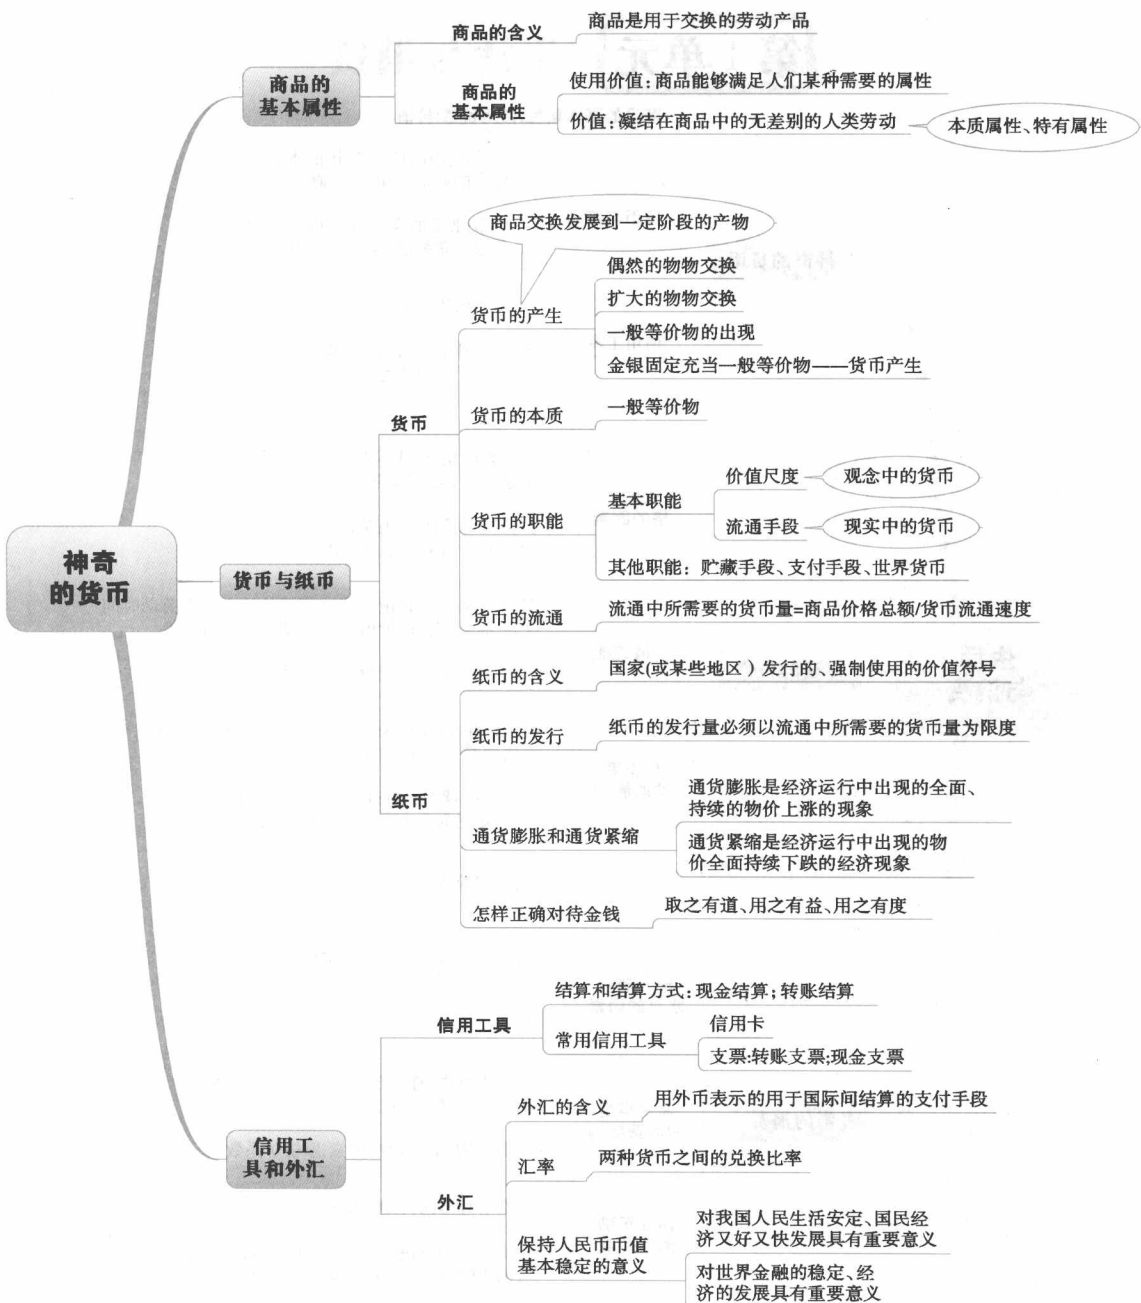 商品的含义
商品是用于交换的劳动产品
商品的
基本属性
商品的
基本属性
使用价值：商品能够满足人们某种需要的属性
价值：凝结在商品中的无差别的人类劳动
本质属性、特有属性
商品交换发展到一定阶段的产物
货币的产生
偶然的物物交换
扩大的物物交换
一般等价物的出现
金银固定充当一般等价物——货币产生
货币
货币的本质
一般等价物
货币的职能
基本职能
价值尺度
观念中的货币
流通手段
现实中的货币
其他职能：贮藏手段、支付手段、世界货币
神奇
的货币
货币与纸币
货币的流通
流通中所需要的货币量=商品价格总额/货币流通速度
纸币的含义
国家(或某些地区）发行的、强制使用的价值符号
纸币的发行
纸币的发行量必须以流通中所需要的货币量为限度
纸币
通货膨胀和通货紧缩
通货膨胀是经济运行中出现的全面、
持续的物价上涨的现象
通货紧缩是经济运行中出现的物
价全面持续下跌的经济现象
怎样正确对待金钱
取之有道、用之有益、用之有度
信用工具
结算和结算方式：现金结算；转账结算
常用信用工具
信用卡
支票:转账支票;现金支票
信用工
具和外汇
外汇
外汇的含义
用外币表示的用于国际间结算的支付手段
汇率
两种货币之间的兑换比率
保持人民币币值
基本稳定的意义
对我国人民生活安定、国民经
济又好又快发展具有重要意义
对世界金融的稳定、经
济的发展具有重要意义